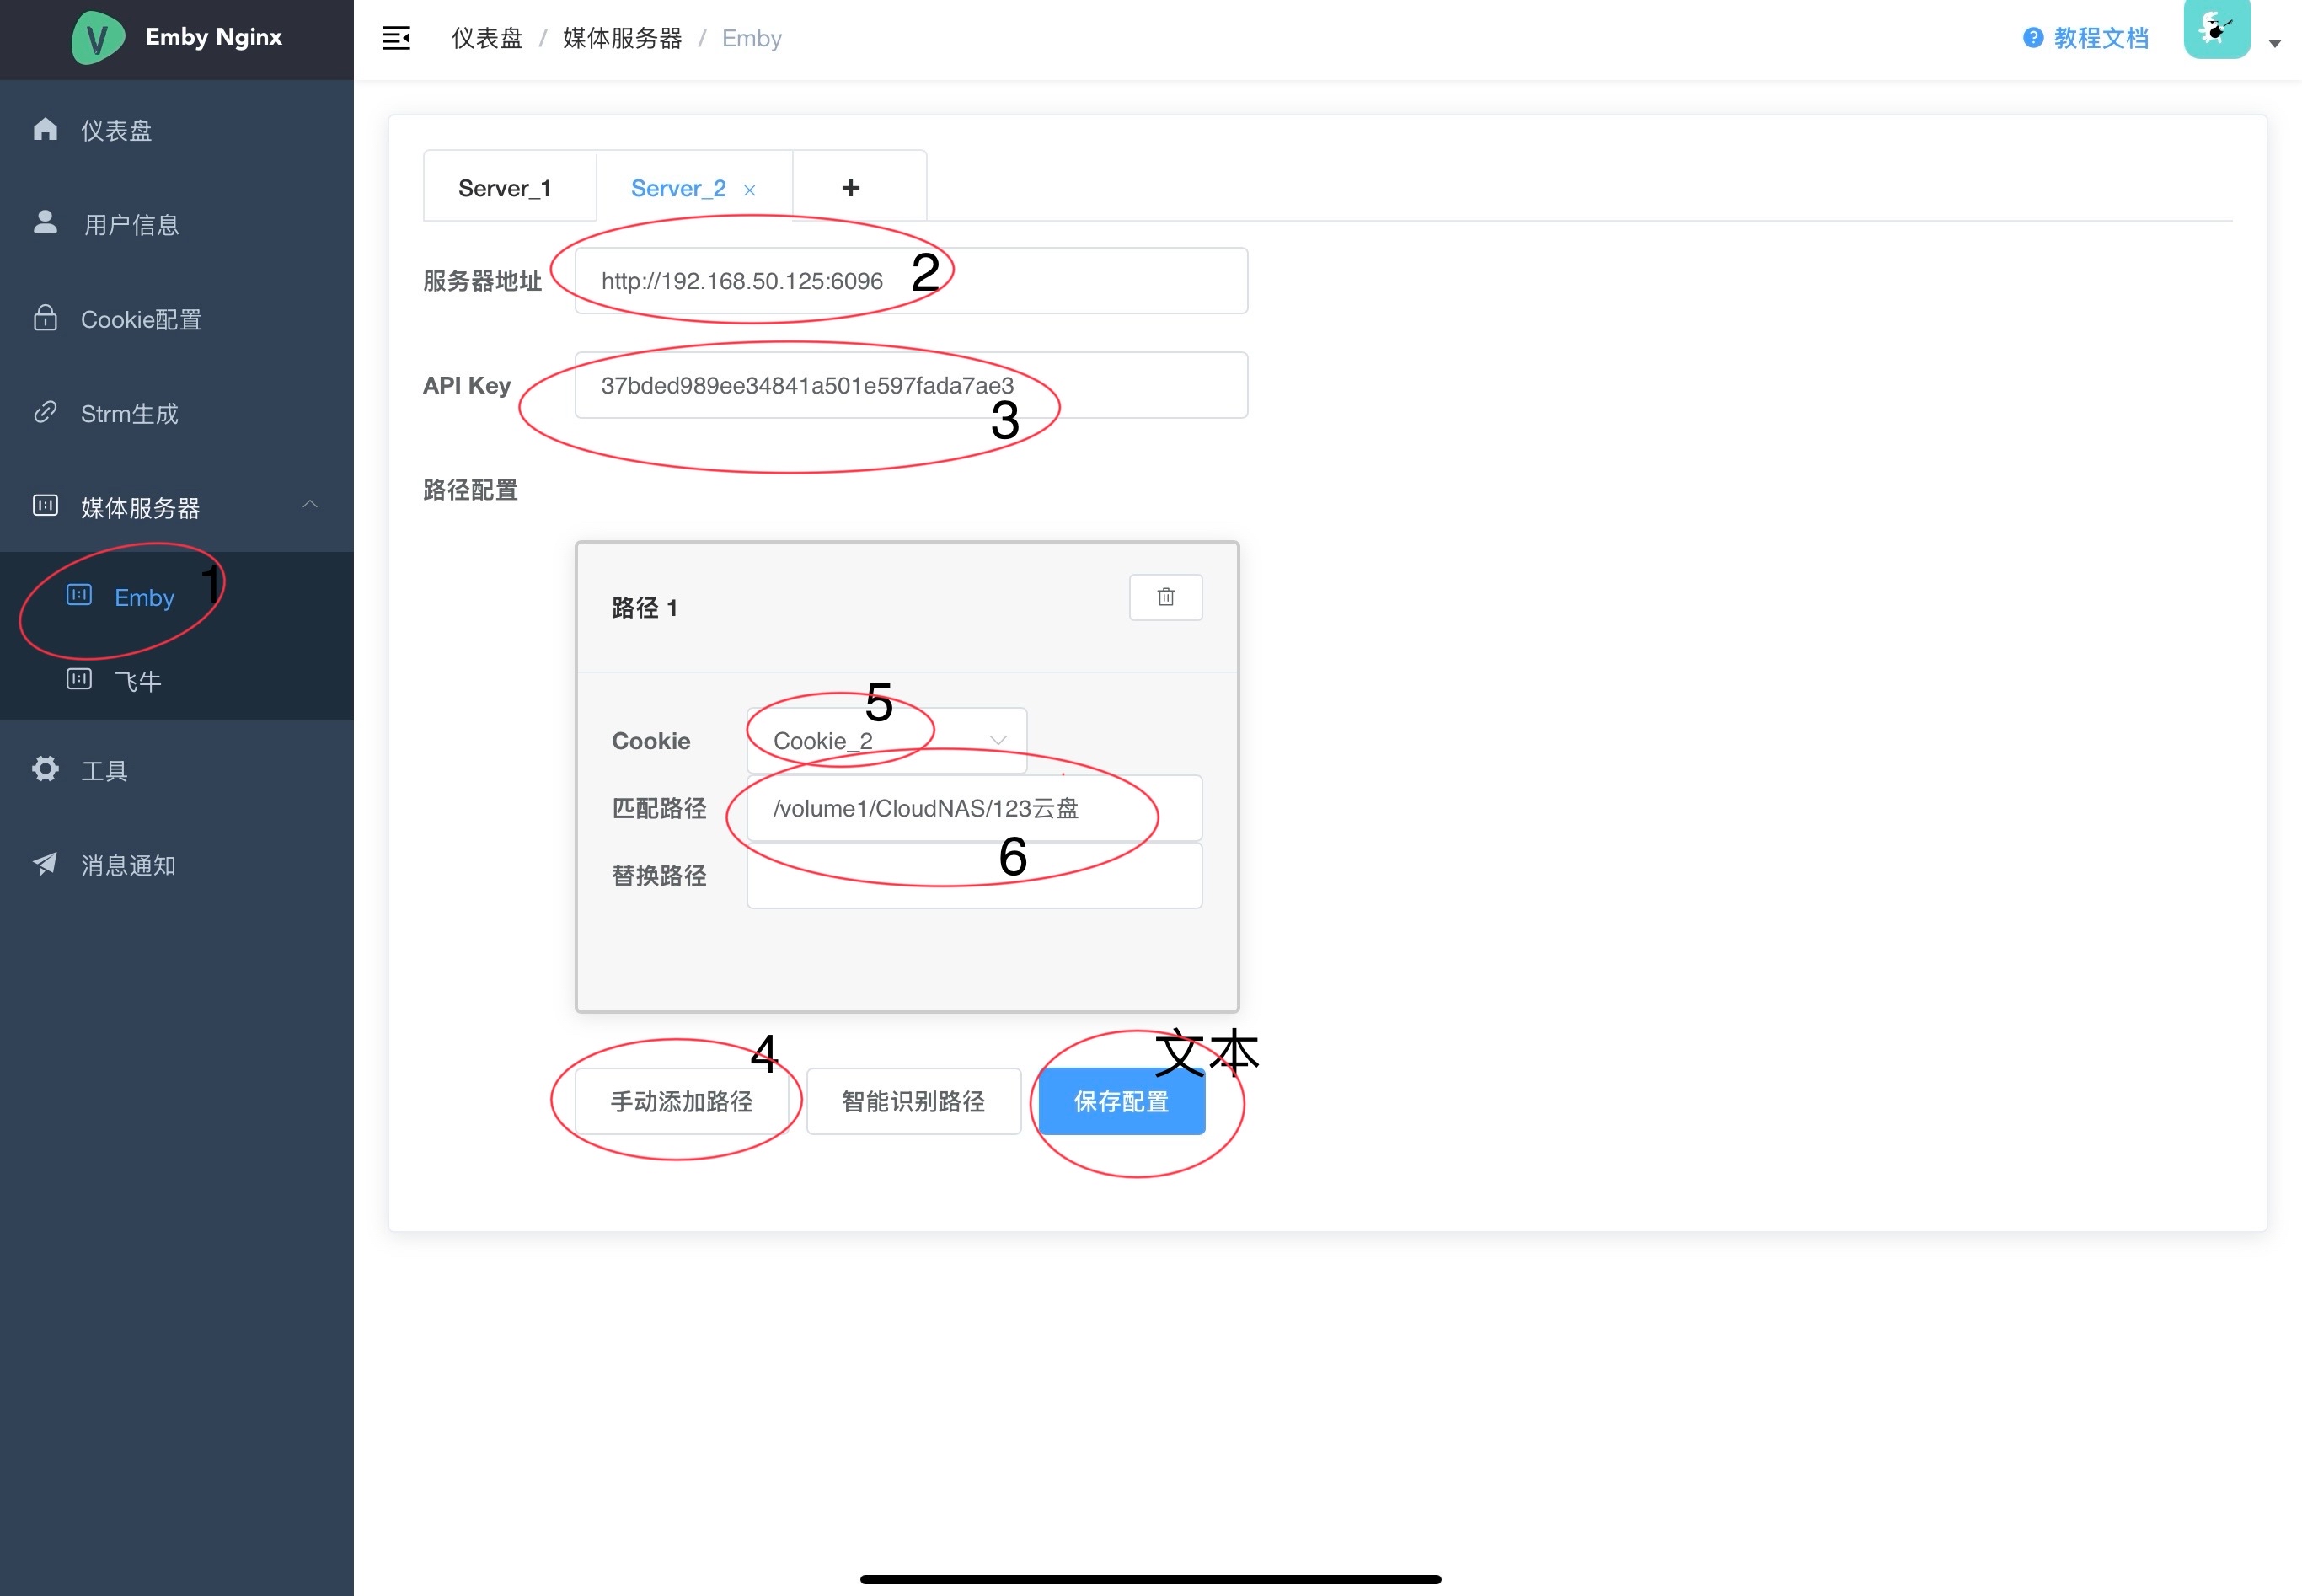 Emby Nginx
仪表盘 / 媒体服务器 / Emby
教程文档
仪表盘
用户信息
Cookie配置
Strm生成
媒体服务器
Emby
1
飞牛
工具
消息通知
Server_1
Server_2
服务器地址
http://192.168.50.125:6096
2
API Key
37bded989ee34841a501e597fada7ae3
3
路径配置
路径 1
5
Cookie
Cookie_2
匹配路径
/volume1/CloudNAS/123云盘
6
替换路径
4
文本
手动添加路径
智能识别路径
保存配置